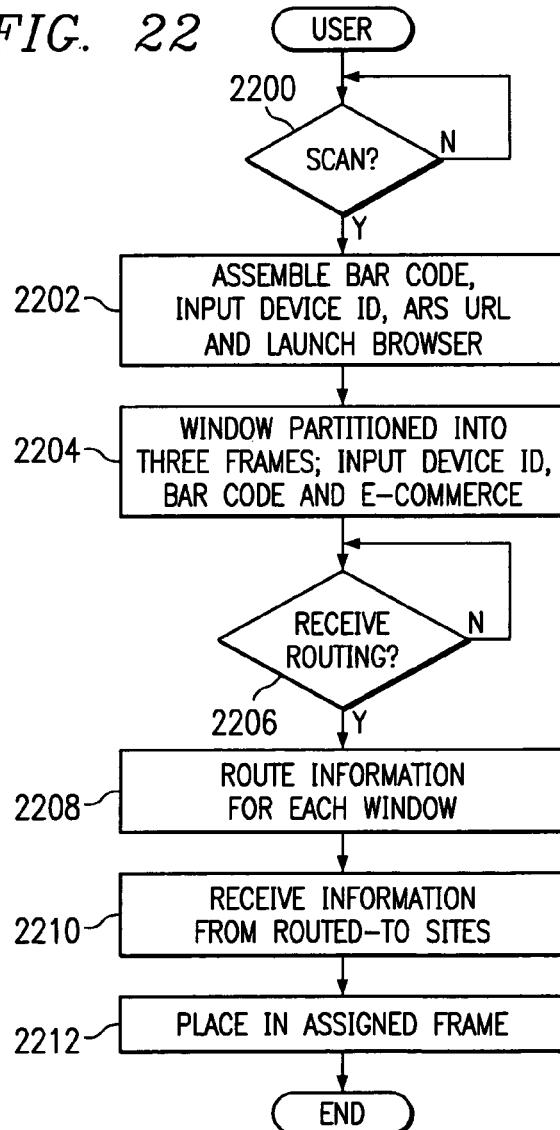 FIG. 22
USER
2200
SCAN?
N
Y
2202
ASSEMBLE BAR CODE,
INPUT DEVICE ID, ARS URL
AND LAUNCH BROWSER
2204
WINDOW PARTITIONED INTO
THREE FRAMES; INPUT DEVICE ID,
BAR CODE AND E-COMMERCE
RECEIVE
ROUTING?
N
2206
Y
2208
ROUTE INFORMATION
FOR EACH WINDOW
2210
RECEIVE INFORMATION
FROM ROUTED-TO SITES
2212
PLACE IN ASSIGNED FRAME
END